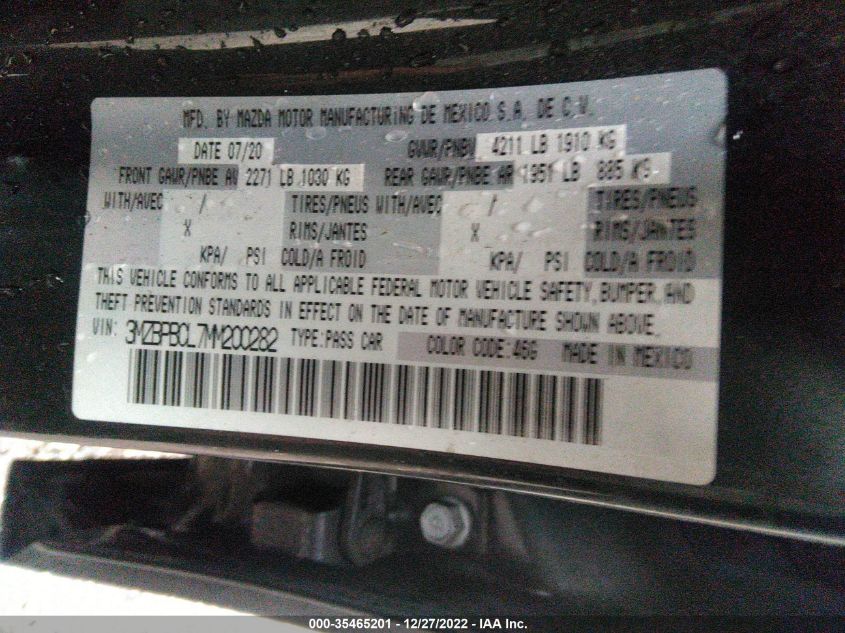 MFD. BY MAZDA MOTOR MANUFACTURING DE MEXICO S.A. DE C.V.
DATE 07/20 GVWR/PNBV 4211 LB 1910 KG
FRONT GAWR/PNBE AV 2271 LB 1030 KG REAR GAWR/PNBE AR 1951 LB 885 KG
WITH/AVEC / TIRES/PNEUS WITH/AVEC / TIRES/PNEUS
X RIMS/JANTES X RIMS/JANTES
KPA/ PSI COLD/A FROID KPA/ PSI COLD/A FROID
THIS VEHICLE CONFORMS TO ALL APPLICABLE FEDERAL MOTOR VEHICLE SAFETY, BUMPER, AND
THEFT PREVENTION STANDARDS IN EFFECT ON THE DATE OF MANUFACTURE SHOWN ABOVE.
VIN: 3MZBPBCL7MM200282 TYPE:PASS CAR COLOR CODE:46G MADE IN MEXICO
000-35465201 - 12/27/2022 - IAA Inc.